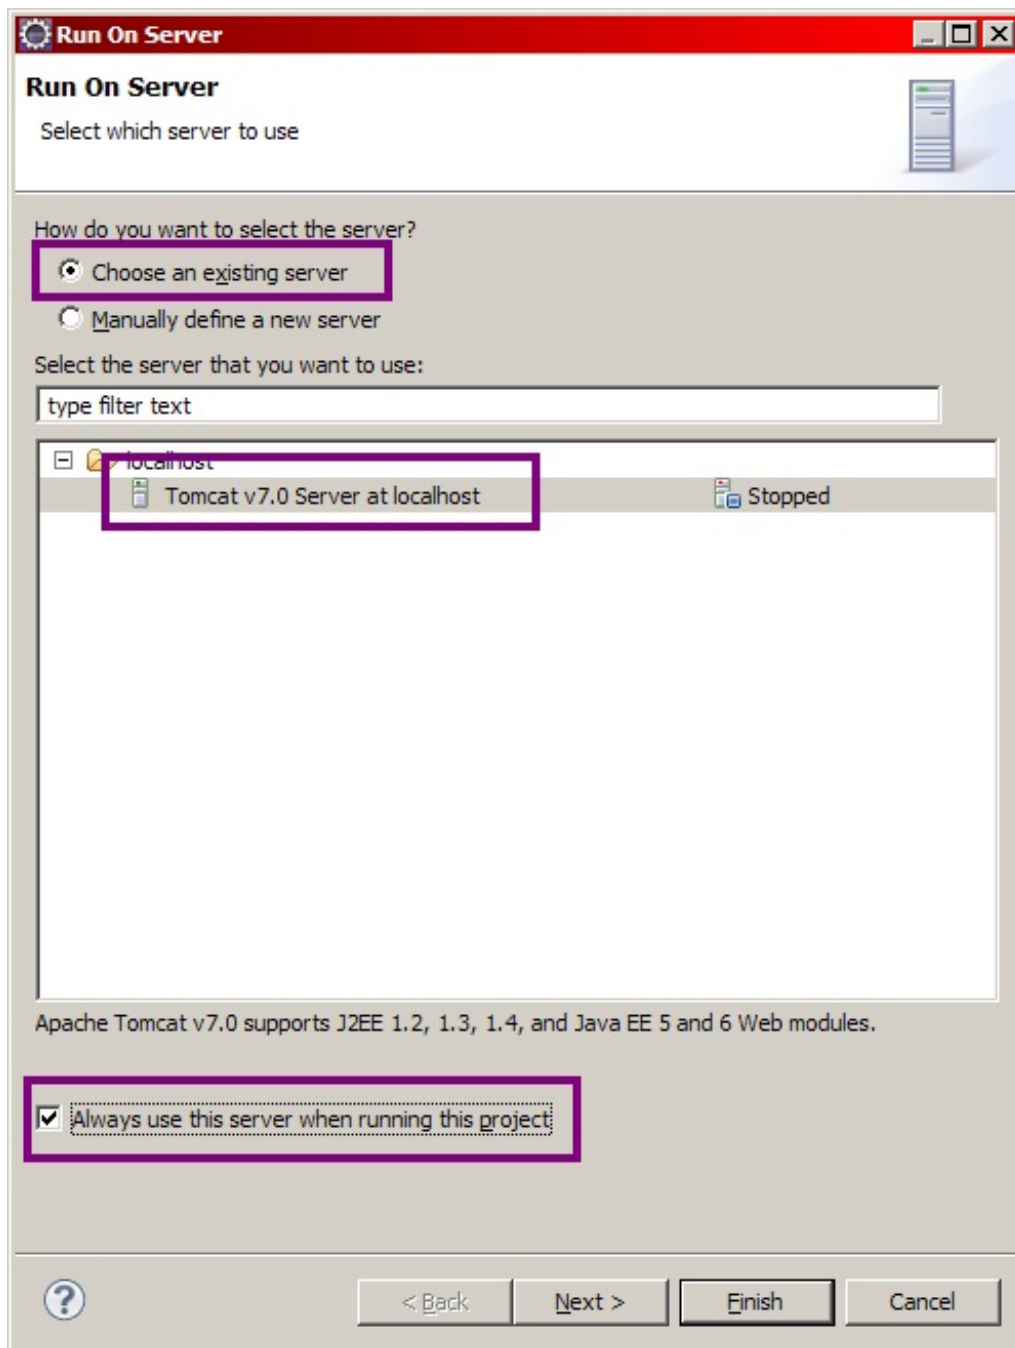 Run On Server
Run On Server
Select which server to use
How do you want to select the server?
Choose an existing server
Manually define a new server
Select the server that you want to use:
type filter text
localhost
Tomcat v7.0 Server at localhost Stopped
Apache Tomcat v7.0 supports J2EE 1.2, 1.3, 1.4, and Java EE 5 and 6 Web modules.
Always use this server when running this project
? < Back Next > Finish Cancel